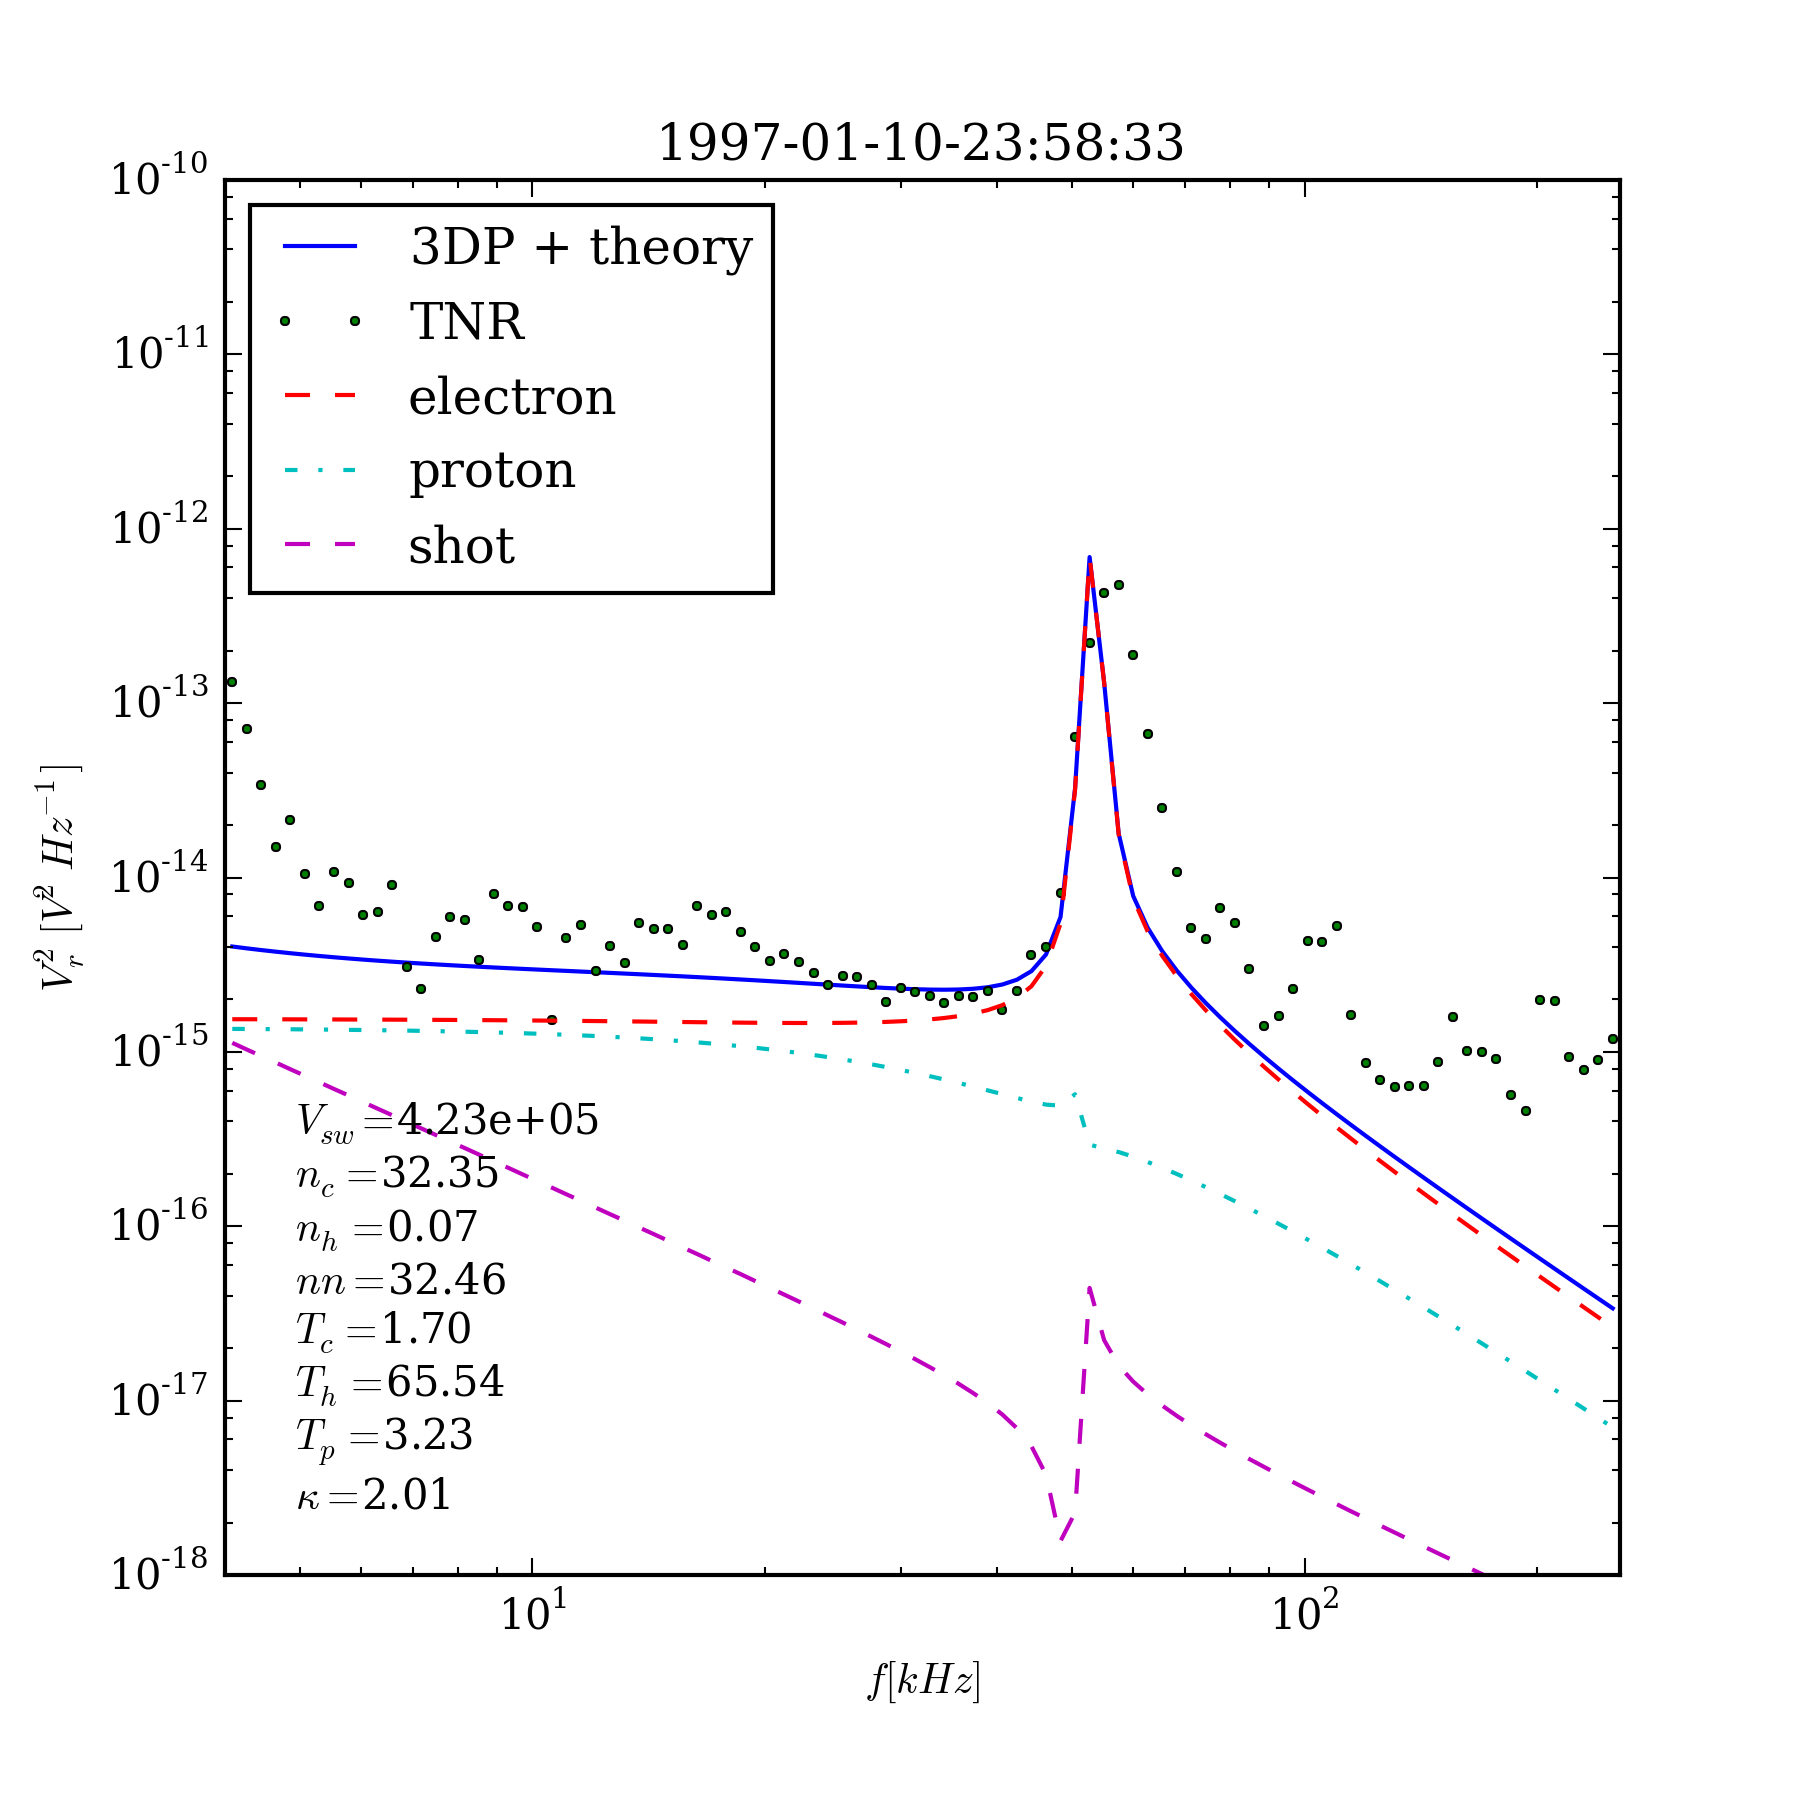 1997-01-10-23:58:33
10^-10
10^-11
10^-12
10^-13
10^-14
10^-15
10^-16
10^-17
10^-18
V_r^2 [V^2 Hz^−1]
3DP + theory
TNR
electron
proton
shot
V_sw =4.23e+05
n_c =32.35
n_h =0.07
nn =32.46
T_c =1.70
T_h =65.54
T_p =3.23
κ =2.01
10^1 10^2
f[kHz]